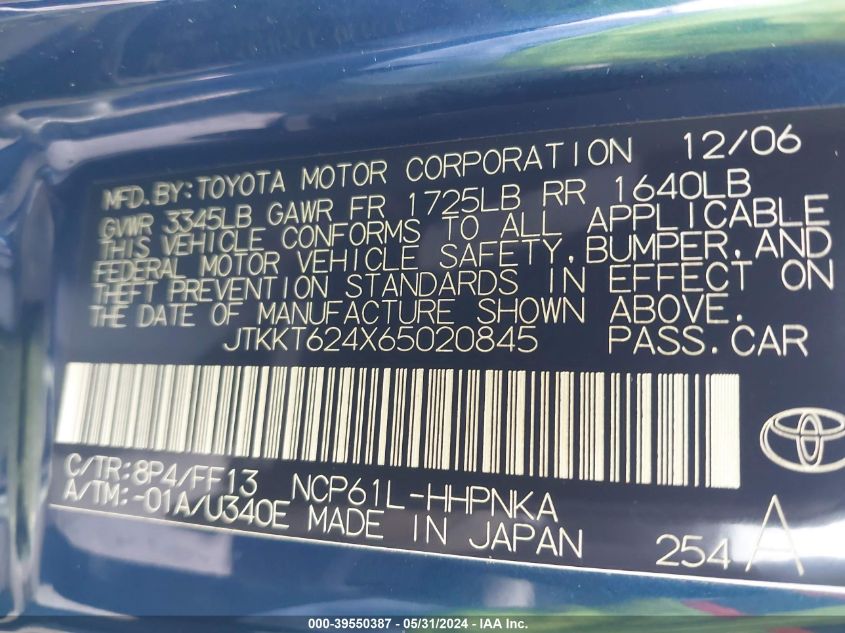 MFD.BY:TOYOTA MOTOR CORPORATION 12/06
GVWR 3345LB GAWR FR 1725LB RR 1640LB
THIS VEHICLE CONFORMS TO ALL APPLICABLE
FEDERAL MOTOR VEHICLE SAFETY,BUMPER,AND
THEFT PREVENTION STANDARDS IN EFFECT ON
THE DATE OF MANUFACTURE SHOWN ABOVE.
JTKKT624X65020845 PASS.CAR
C/TR:8P4/FF13 NCP61L-HHPNKA
A/TM:-01A/U340E MADE IN JAPAN 254A
000-39550387 - 05/31/2024 - IAA Inc.